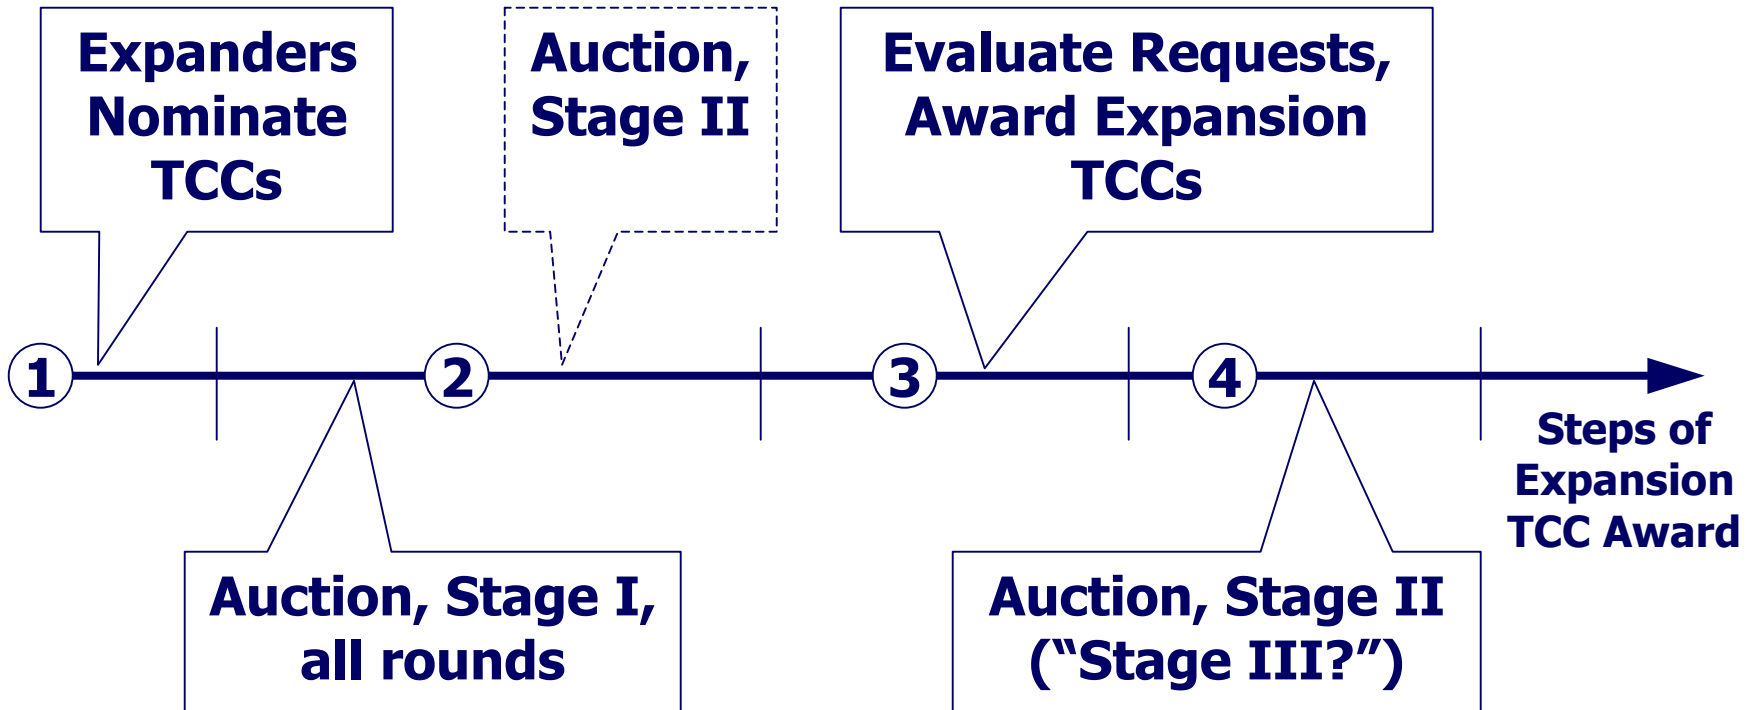 Expanders
Nominate
TCCs
Auction,
Stage II
Evaluate Requests,
Award Expansion
TCCs
1
2
3
4
Steps of
Expansion
TCC Award
Auction, Stage I,
all rounds
Auction, Stage II
(“Stage III?”)